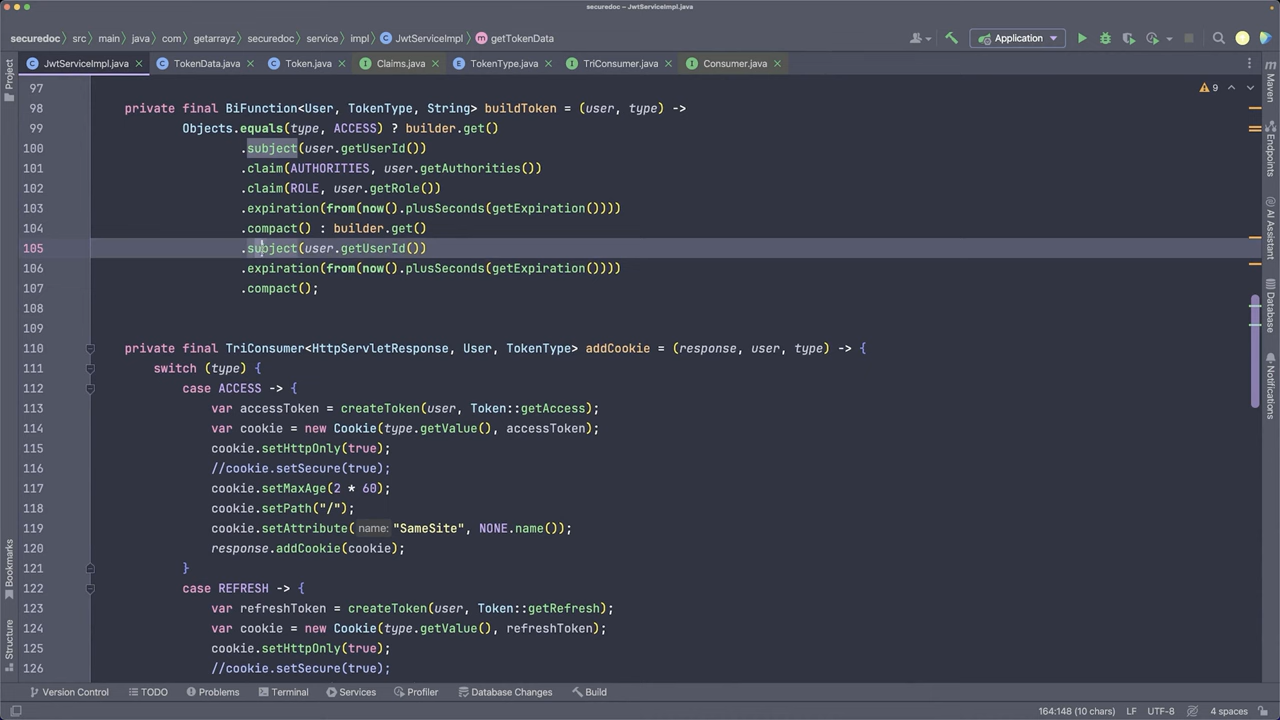 securedoc – JwtServiceImpl.java
securedoc src main java com getarrayz securedoc service impl JwtServiceImpl getTokenData Application
JwtServiceImpl.java TokenData.java Token.java Claims.java TokenType.java TriConsumer.java Consumer.java
Project
Maven
Endpoints
AI Assistant
Database
Notifications
Bookmarks
Structure
9
97
98 private final BiFunction<User, TokenType, String> buildToken = (user, type) ->
99 Objects.equals(type, ACCESS) ? builder.get()
100 .subject(user.getUserId())
101 .claim(AUTHORITIES, user.getAuthorities())
102 .claim(ROLE, user.getRole())
103 .expiration(from(now().plusSeconds(getExpiration())))
104 .compact() : builder.get()
105 .subject(user.getUserId())
106 .expiration(from(now().plusSeconds(getExpiration())))
107 .compact();
108
109
110 private final TriConsumer<HttpServletResponse, User, TokenType> addCookie = (response, user, type) -> {
111 switch (type) {
112 case ACCESS -> {
113 var accessToken = createToken(user, Token::getAccess);
114 var cookie = new Cookie(type.getValue(), accessToken);
115 cookie.setHttpOnly(true);
116 //cookie.setSecure(true);
117 cookie.setMaxAge(2 * 60);
118 cookie.setPath("/");
119 cookie.setAttribute( name: "SameSite", NONE.name());
120 response.addCookie(cookie);
121 }
122 case REFRESH -> {
123 var refreshToken = createToken(user, Token::getRefresh);
124 var cookie = new Cookie(type.getValue(), refreshToken);
125 cookie.setHttpOnly(true);
126 //cookie.setSecure(true);
Version Control TODO Problems Terminal Services Profiler Database Changes Build
164:148 (10 chars) LF UTF-8 4 spaces